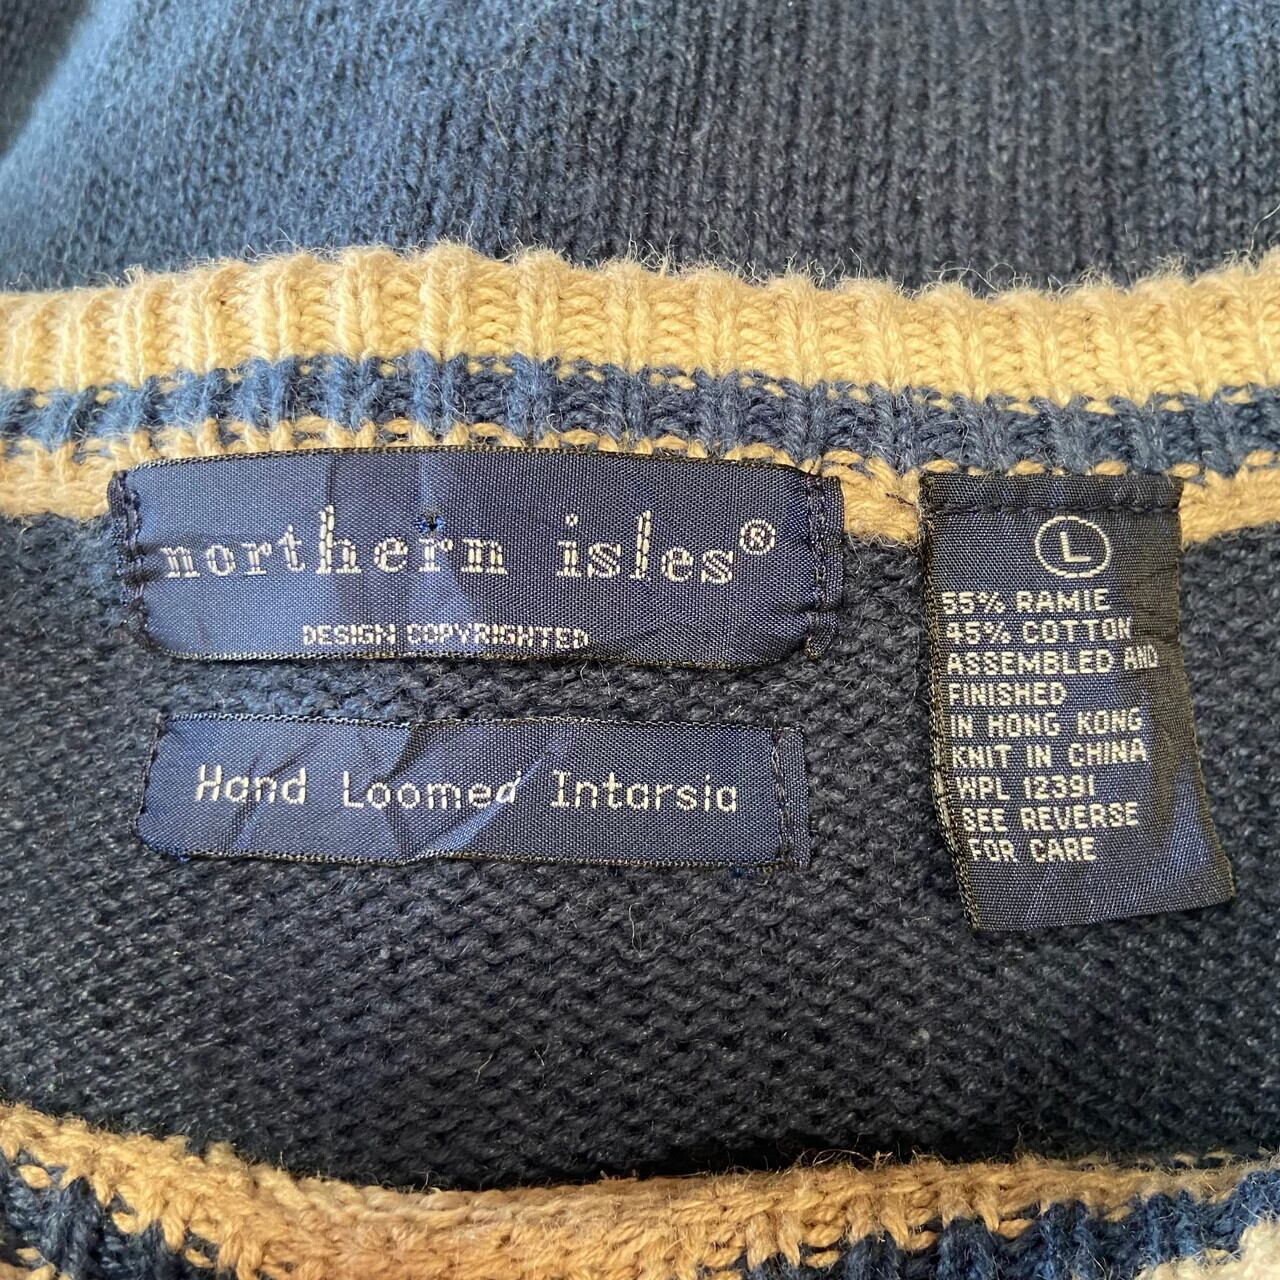 northern isles®
DESIGN COPYRIGHTED
Hand Loomed Intarsia
L
55% RAMIE
45% COTTON
ASSEMBLED AND
FINISHED
IN HONG KONG
KNIT IN CHINA
WPL 12391
SEE REVERSE
FOR CARE